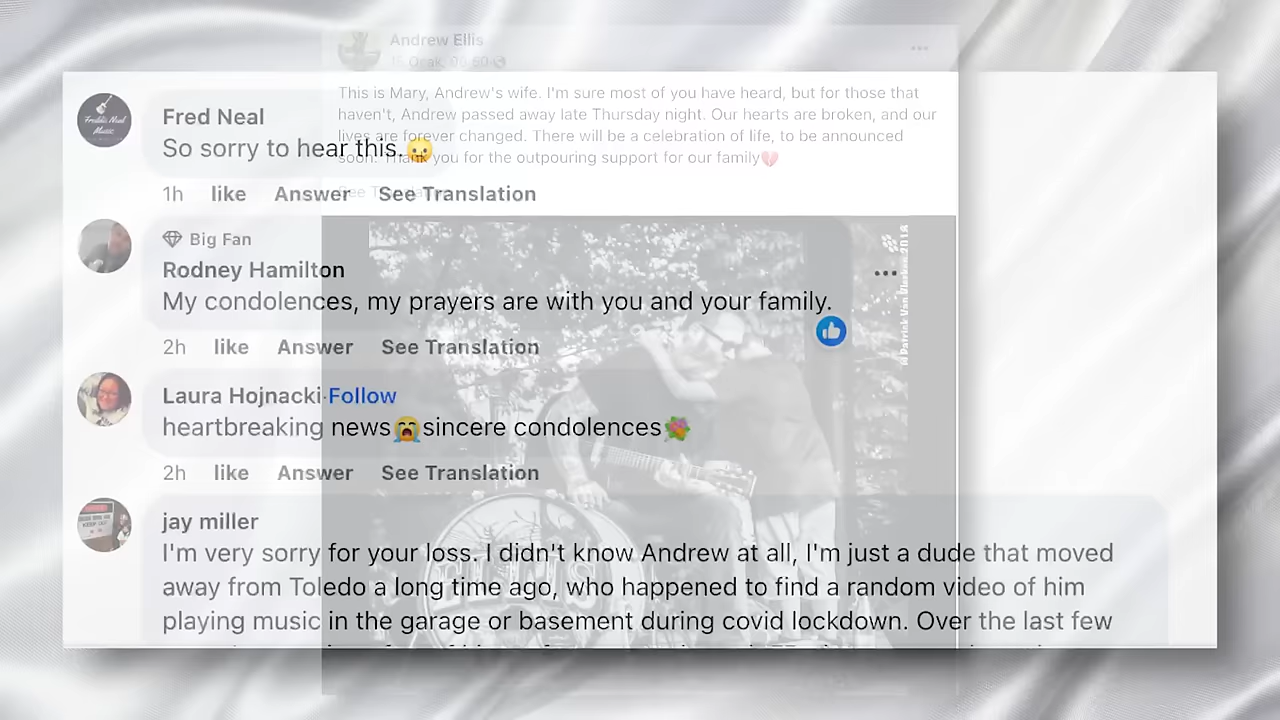 Andrew Ellis
This is Mary, Andrew's wife. I'm sure most of you have heard, but for those that
haven't, Andrew passed away late Thursday night. Our hearts are broken, and our
lives are forever changed. There will be a celebration of life, to be announced
soon. Thank you for the outpouring support for our family💔
See Translation
Fred Neal
So sorry to hear this.
1h like Answer See Translation
Big Fan
Rodney Hamilton
My condolences, my prayers are with you and your family.
2h like Answer See Translation
Laura Hojnacki·Follow
heartbreaking news😭sincere condolences💐
2h like Answer See Translation
jay miller
I'm very sorry for your loss. I didn't know Andrew at all, I'm just a dude that moved
away from Toledo a long time ago, who happened to find a random video of him
playing music in the garage or basement during covid lockdown. Over the last few